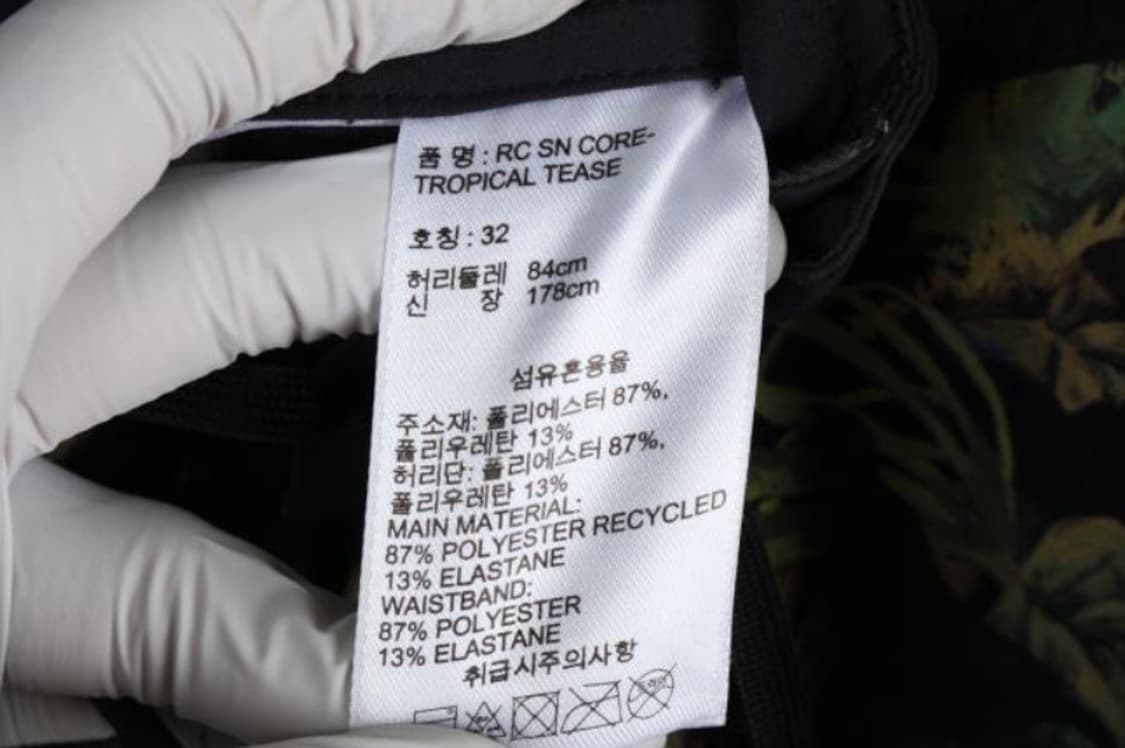 품 명 : RC SN CORE-
TROPICAL TEASE
호칭 : 32
허리둘레 84cm
신 장 178cm
섬유혼용율
주소재: 폴리에스터 87%,
폴리우레탄 13%
허리단: 폴리에스터 87%,
폴리우레탄 13%
MAIN MATERIAL:
87% POLYESTER RECYCLED
13% ELASTANE
WAISTBAND:
87% POLYESTER
13% ELASTANE
취급시주의사항